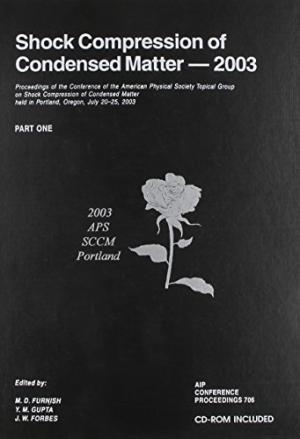 Shock Compression of
Condensed Matter — 2003
Proceedings of the Conference of the American Physical Society Topical Group
on Shock Compression of Condensed Matter
held in Portland, Oregon, July 20-25, 2003
PART ONE
2003
APS
SCCM
Portland
Edited by:
M. D. FURNISH
Y. M. GUPTA
J. W. FORBES
AIP
CONFERENCE
PROCEEDINGS 706
CD-ROM INCLUDED